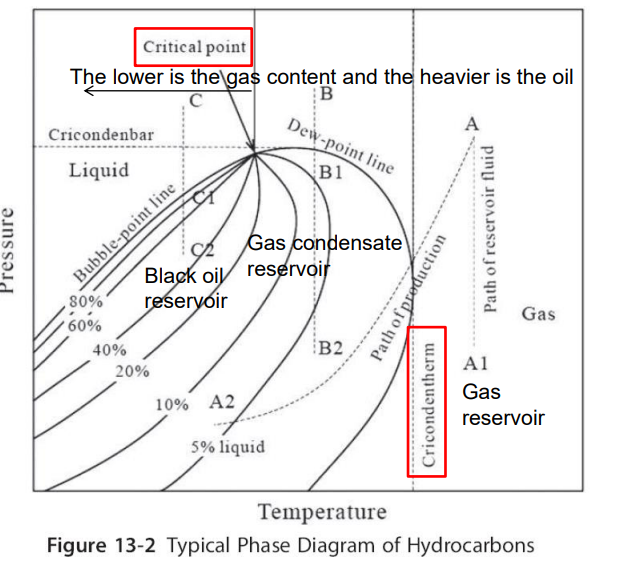 Critical point
The lower is the gas content and the heavier is the oil
C
B
A
Cricondenbar
Dew-point line
Liquid
B1
Bubble-point line
C1
Path of reservoir fluid
Pressure
C2
Gas condensate
reservoir
Black oil
reservoir
Path of production
80%
Gas
60%
40%
B2
20%
A1
Cricondentherm
Gas
reservoir
10%
A2
5% liquid
Temperature
Figure 13-2 Typical Phase Diagram of Hydrocarbons